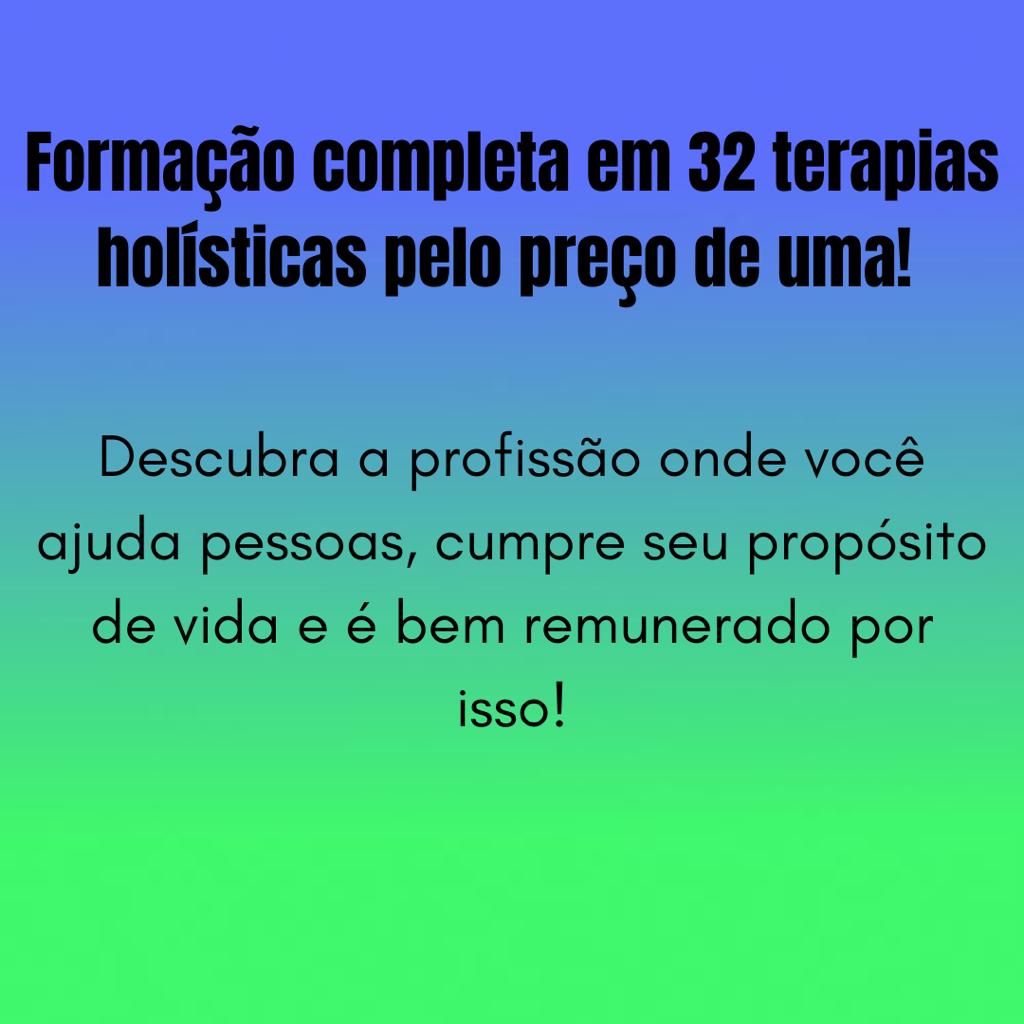 Formação completa em 32 terapias
holísticas pelo preço de uma!
Descubra a profissão onde você
ajuda pessoas, cumpre seu propósito
de vida e é bem remunerado por
isso!